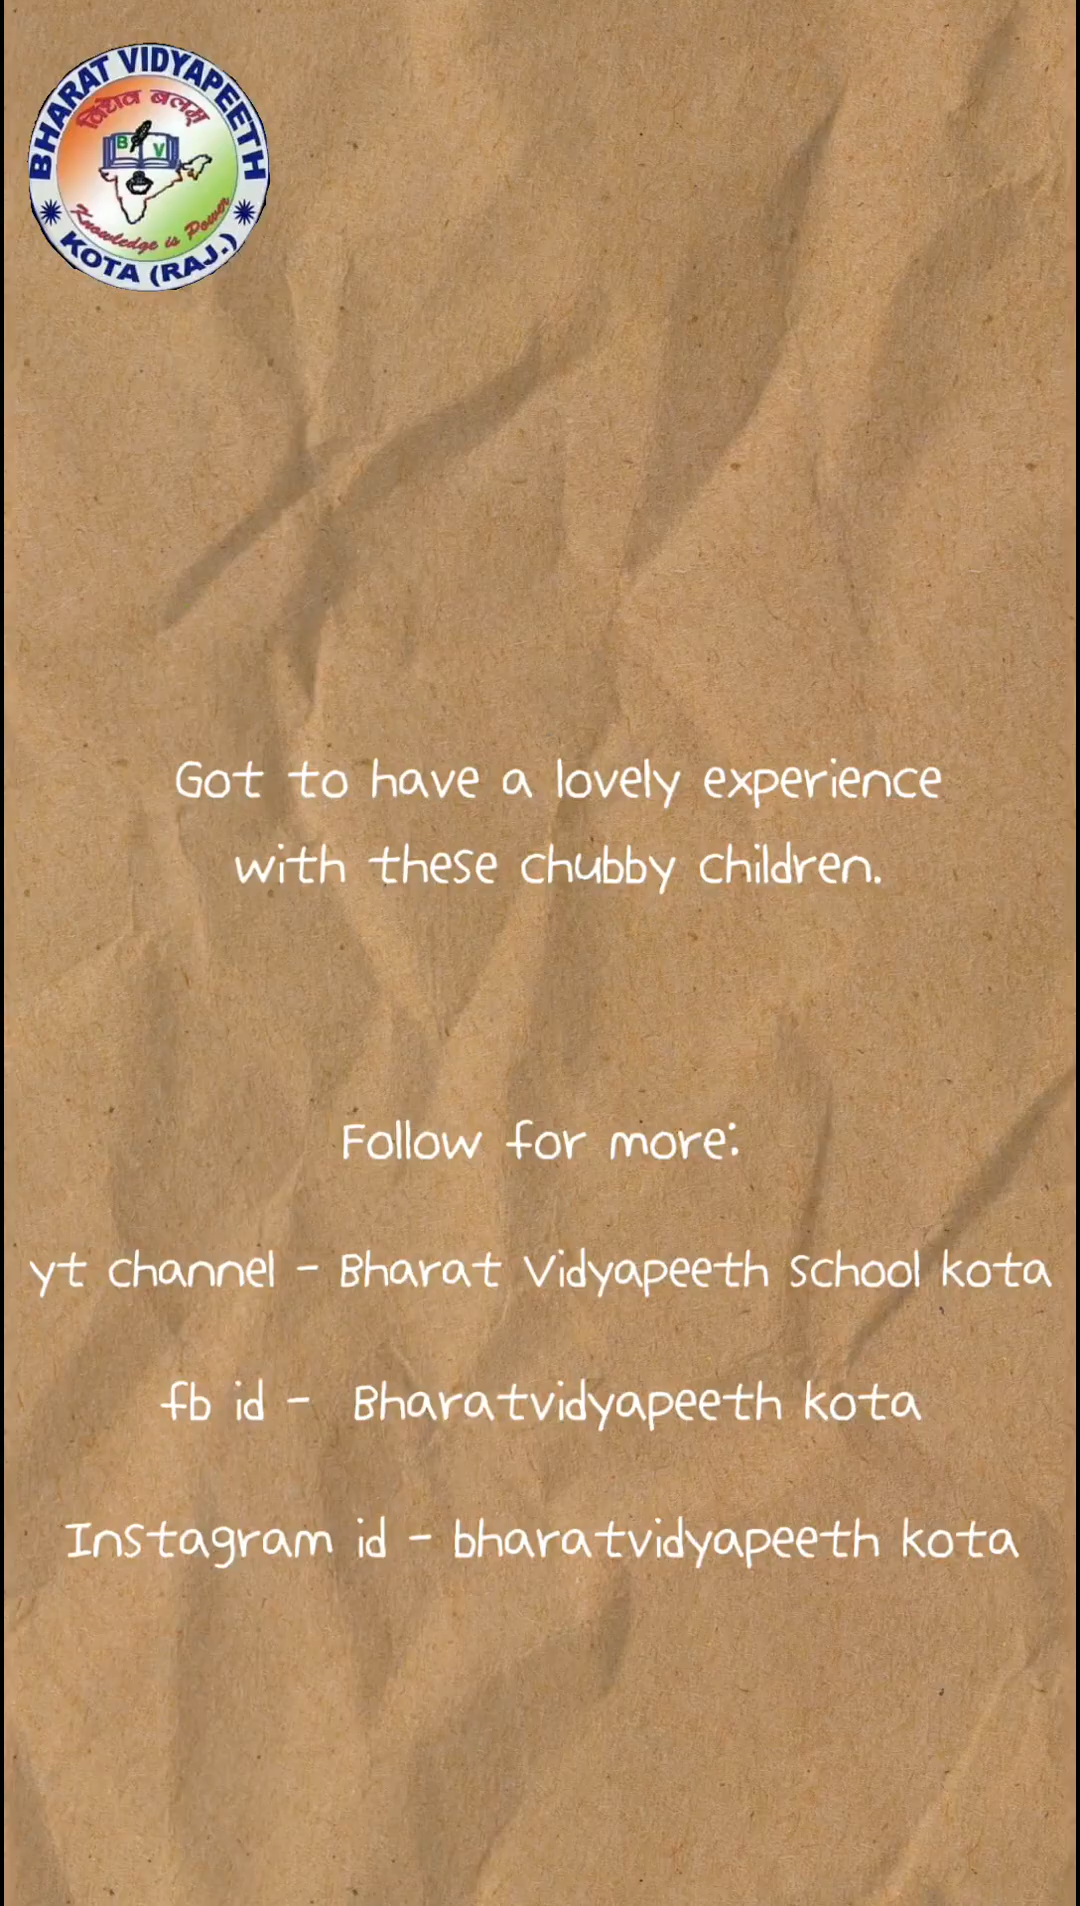 BHARAT VIDYAPEETH
विद्यैव बलम्
B V
Knowledge is Power
KOTA (RAJ.)
Got to have a lovely experience
with these chubby children.
Follow for more:
yt channel - Bharat Vidyapeeth School kota
fb id - Bharatvidyapeeth kota
Instagram id - bharatvidyapeeth kota